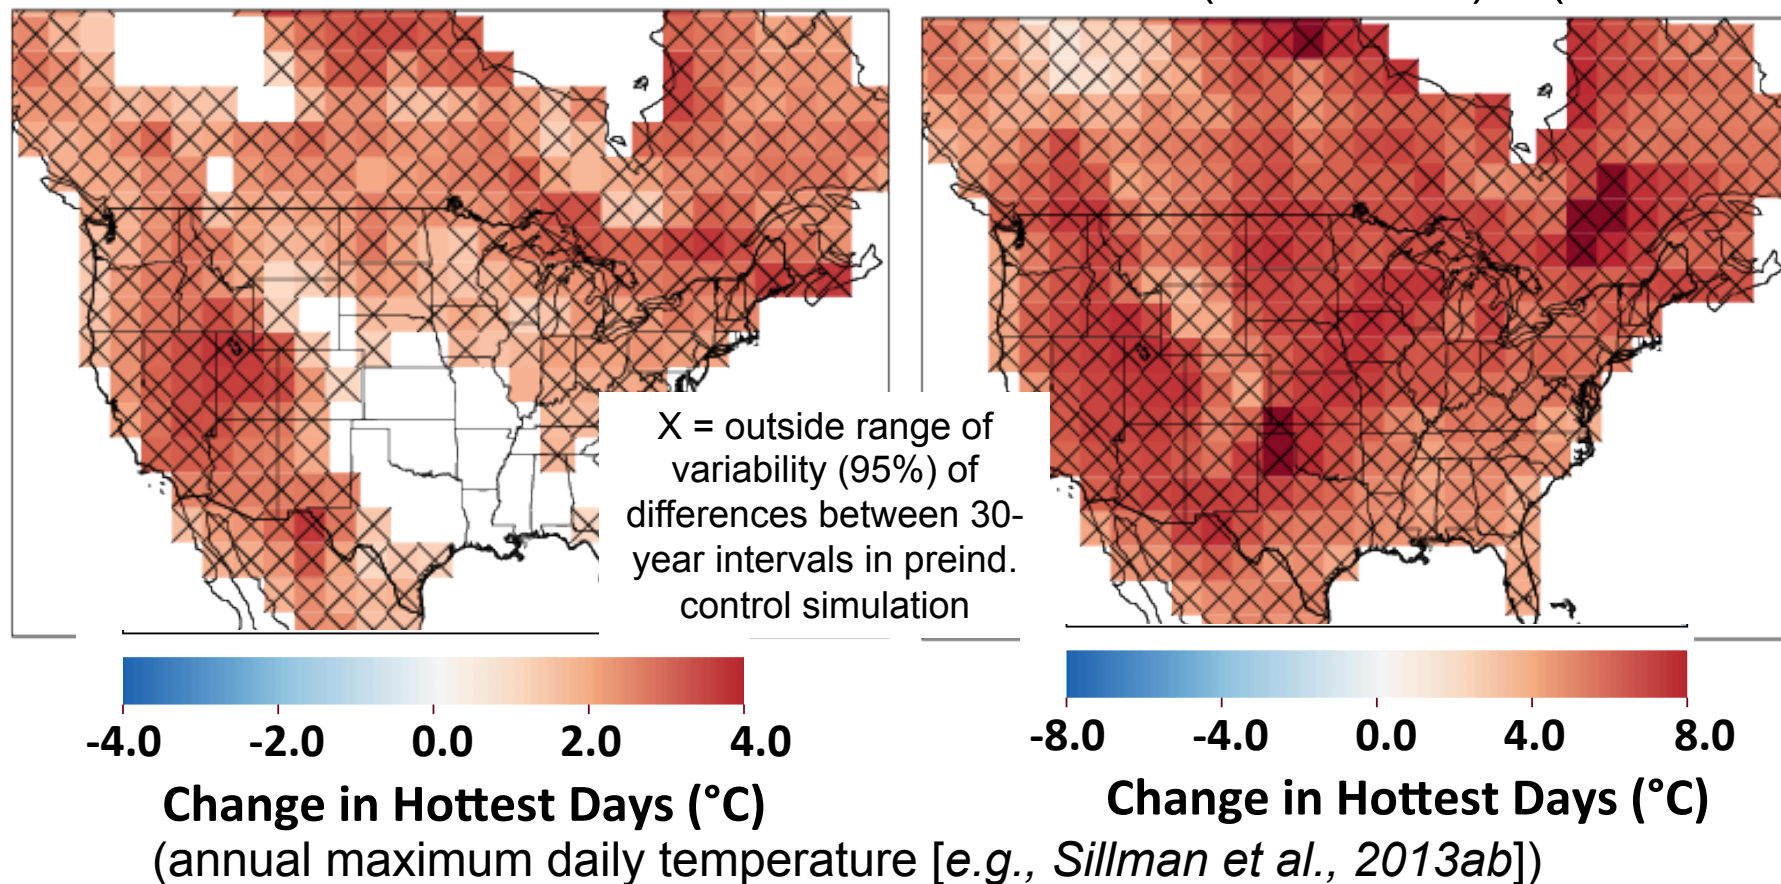 X = outside range of
variability (95%) of
differences between 30-
year intervals in preind.
control simulation
-4.0 -2.0 0.0 2.0 4.0
Change in Hottest Days (°C)
-8.0 -4.0 0.0 4.0 8.0
Change in Hottest Days (°C)
(annual maximum daily temperature [e.g., Sillman et al., 2013ab])